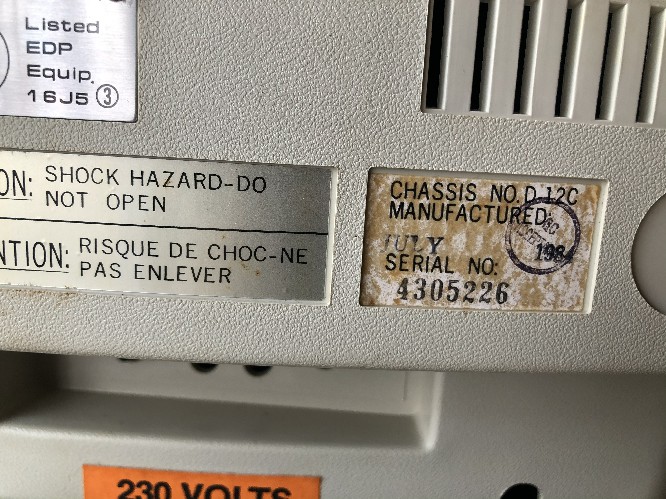 Listed
EDP
Equip.
16J5 ③
ON: SHOCK HAZARD-DO
NOT OPEN
NTION: RISQUE DE CHOC-NE
PAS ENLEVER
CHASSIS NO. D.12C
MANUFACTURED:
JULY 1984
SERIAL NO:
4305226
230 VOLTS